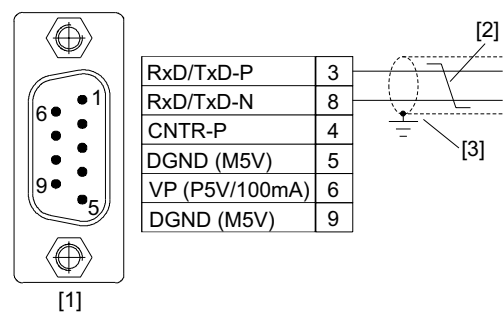 [2]
RxD/TxD-P 3
RxD/TxD-N 8
CNTR-P 4
DGND (M5V) 5
VP (P5V/100mA) 6
DGND (M5V) 9
6 1
9 5
[3]
[1]